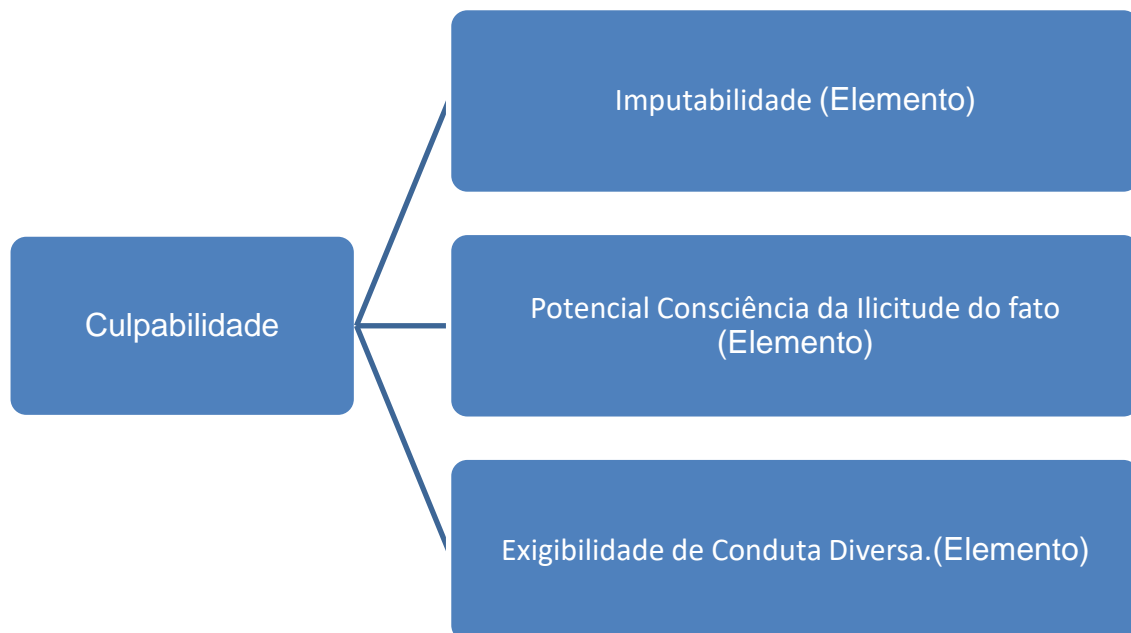 Imputabilidade (Elemento)
Culpabilidade
Potencial Consciência da Ilicitude do fato
(Elemento)
Exigibilidade de Conduta Diversa.(Elemento)